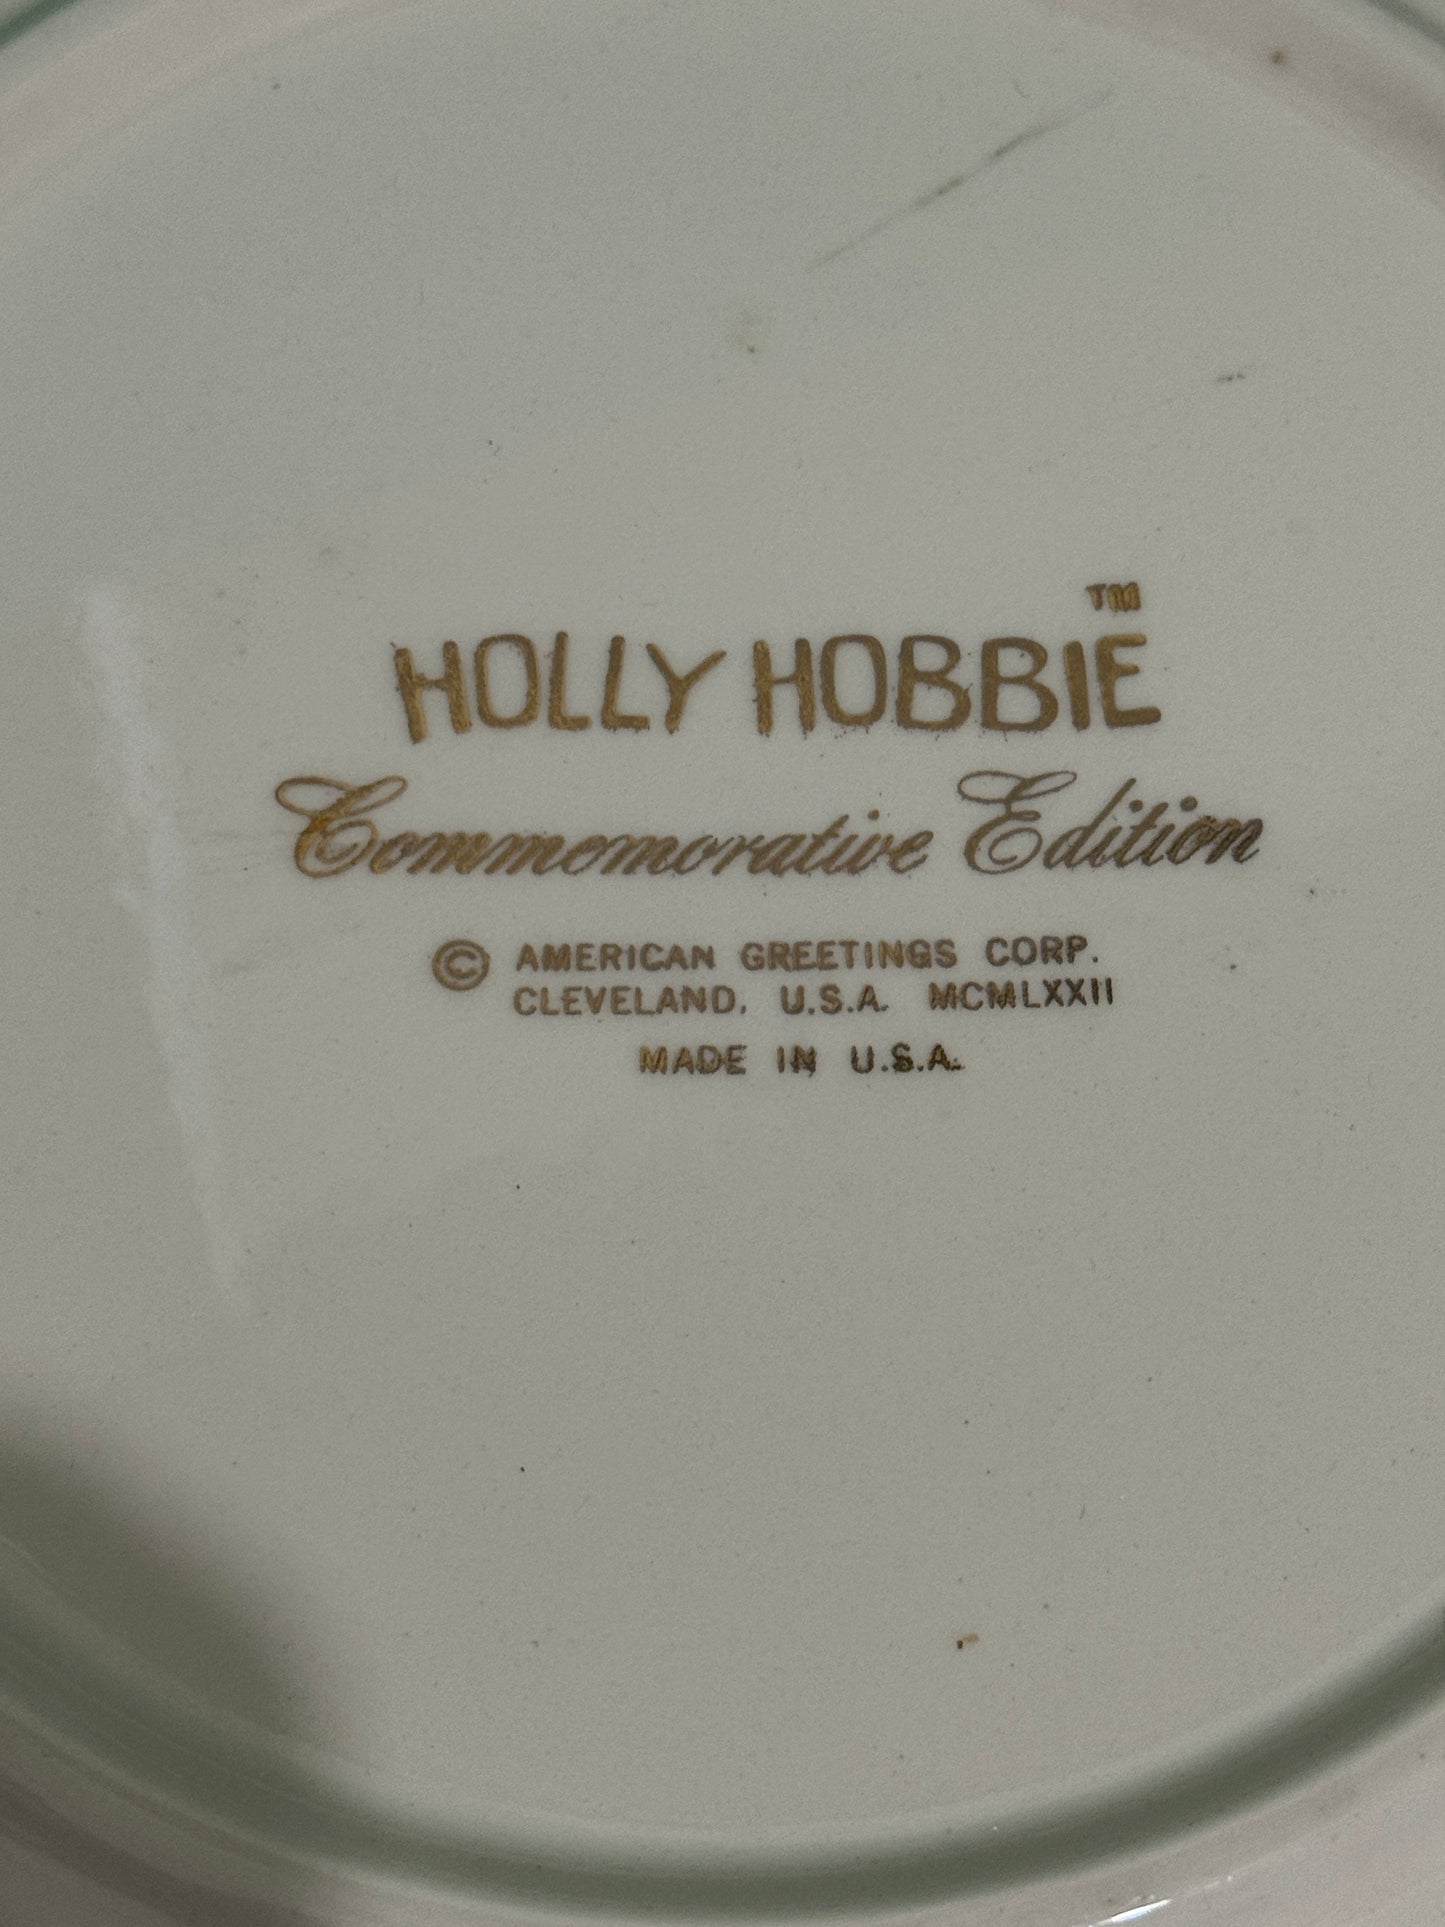 HOLLY HOBBIE™
Commemorative Edition
© AMERICAN GREETINGS CORP.
CLEVELAND, U.S.A. MCMLXXII
MADE IN U.S.A.